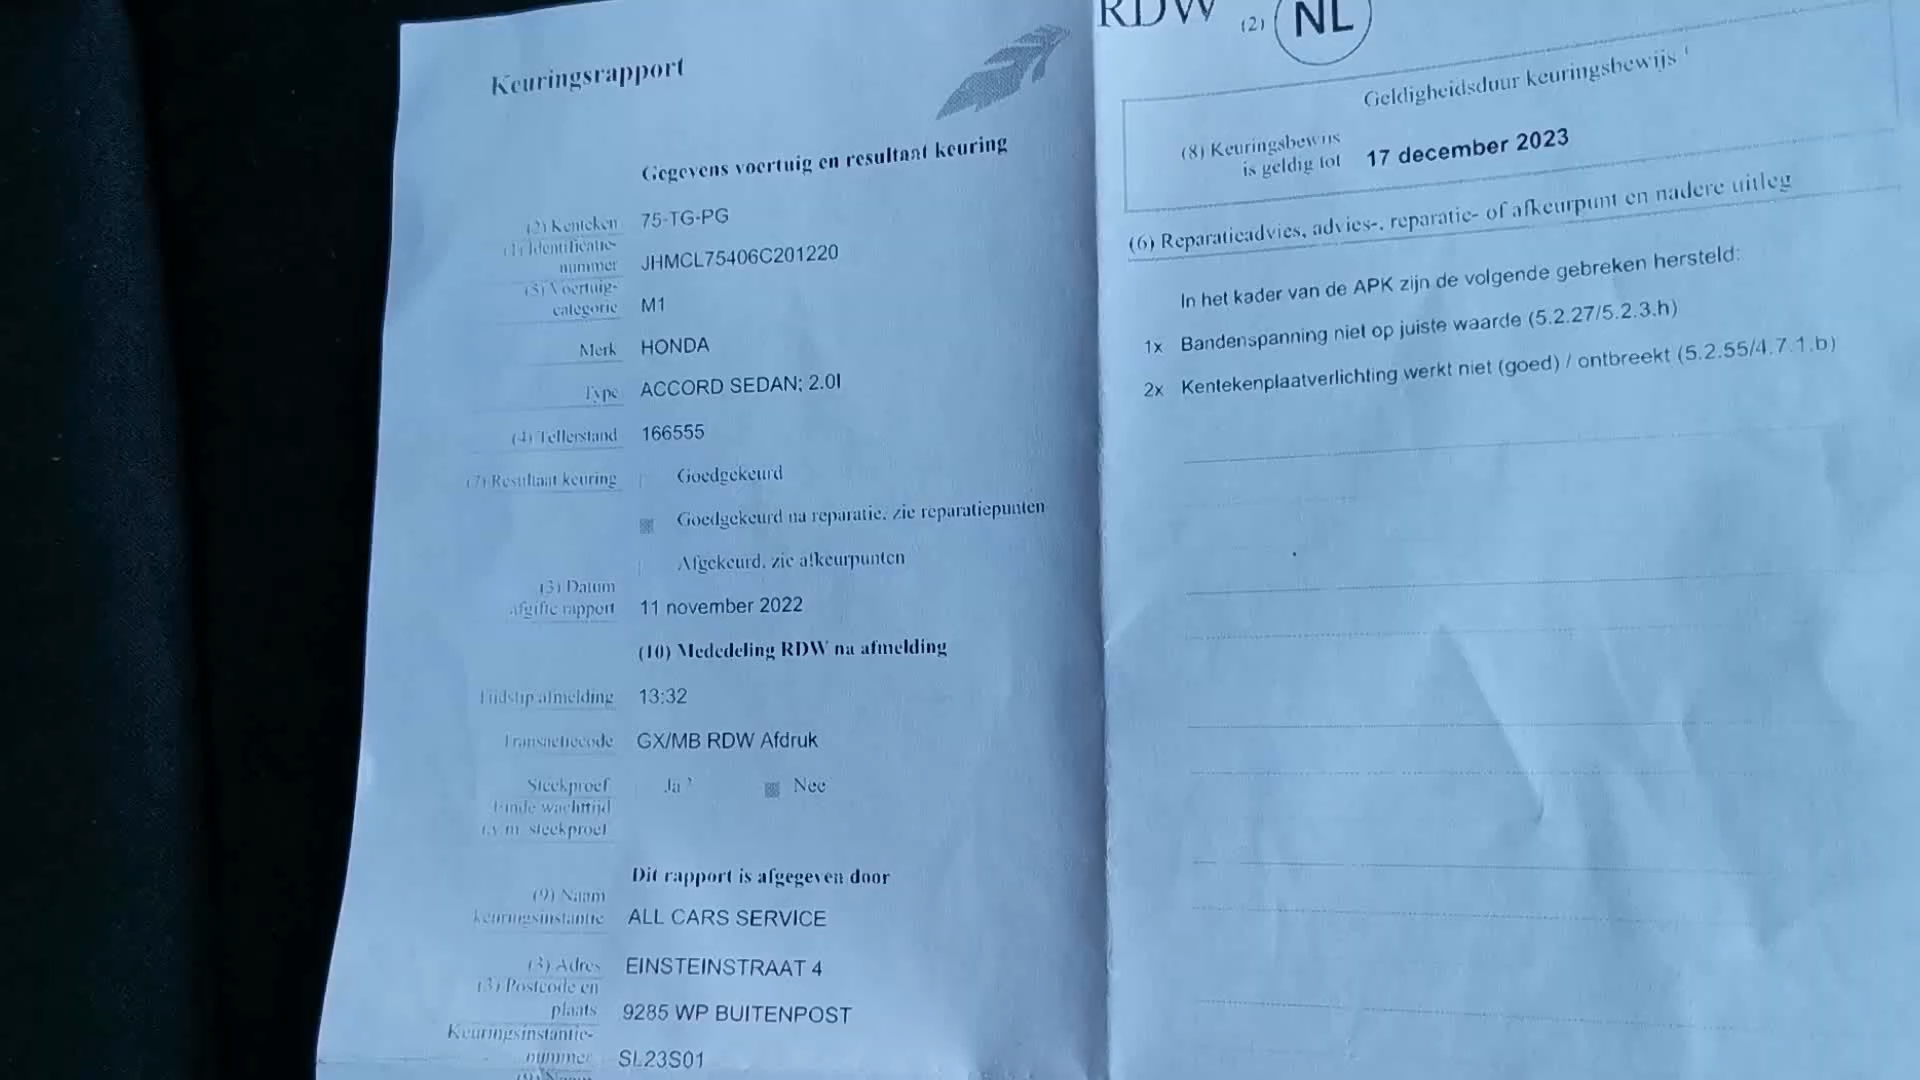 Keuringsrapport
Gegevens voertuig en resultaat keuring
(2) Kenteken 75-TG-PG
(1) Identificatie-
nummer JHMCL75406C201220
(5) Voertuig-
categorie M1
Merk HONDA
Type ACCORD SEDAN; 2.0I
(4) Tellerstand 166555
(7) Resultaat keuring Goedgekeurd
Goedgekeurd na reparatie, zie reparatiepunten
Afgekeurd, zie afkeurpunten
(3) Datum
afgifte rapport 11 november 2022
(10) Mededeling RDW na afmelding
Tijdstip afmelding 13:32
Transactiecode GX/MB RDW Afdruk
Steekproef Ja ² Nee
Einde wachttijd
i.v.m. steekproef
Dit rapport is afgegeven door
(9) Naam
keuringsinstantie ALL CARS SERVICE
(3) Adres EINSTEINSTRAAT 4
(3) Postcode en
plaats 9285 WP BUITENPOST
Keuringsinstantie-
nummer SL23S01
(9) Naam
RDW (2) NL
Geldigheidsduur keuringsbewijs ¹
(8) Keuringsbewijs
is geldig tot 17 december 2023
(6) Reparatieadvies, advies-, reparatie- of afkeurpunt en nadere uitleg
In het kader van de APK zijn de volgende gebreken hersteld:
1x Bandenspanning niet op juiste waarde (5.2.27/5.2.3.h)
2x Kentekenplaatverlichting werkt niet (goed) / ontbreekt (5.2.55/4.7.1.b)